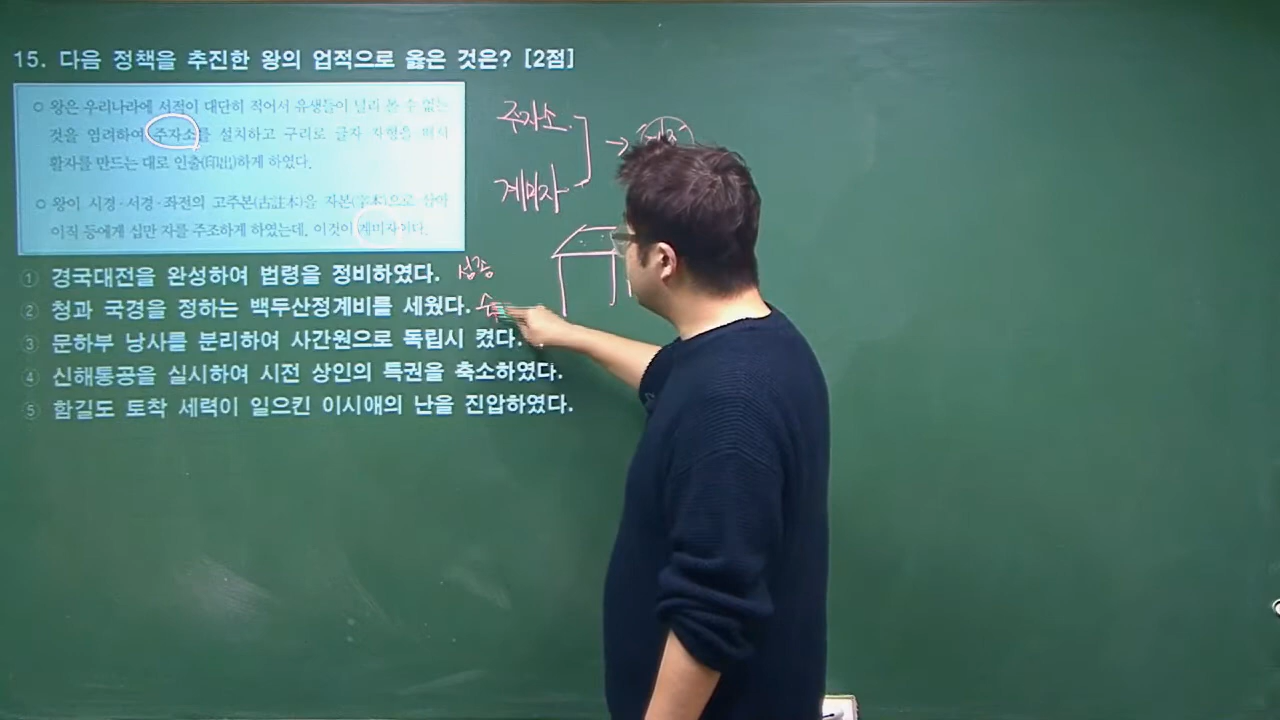 15. 다음 정책을 추진한 왕의 업적으로 옳은 것은? [2점]
○ 왕은 우리나라에 서적이 대단히 적어서 유생들이 널리 볼 수 없는
것을 염려하여 주자소를 설치하고 구리로 글자 자형을 떠서
활자를 만드는 대로 인출(印出)하게 하였다.
○ 왕이 시경·서경·좌전의 고주본(古註本)을 자본(字本)으로 삼아
이직 등에게 십만 자를 주조하게 하였는데, 이것이 계미자이다.
① 경국대전을 완성하여 법령을 정비하였다. 성종
② 청과 국경을 정하는 백두산정계비를 세웠다. 숙
③ 문하부 낭사를 분리하여 사간원으로 독립시켰다.
④ 신해통공을 실시하여 시전 상인의 특권을 축소하였다.
⑤ 함길도 토착 세력이 일으킨 이시애의 난을 진압하였다.
주자소
계미자
→